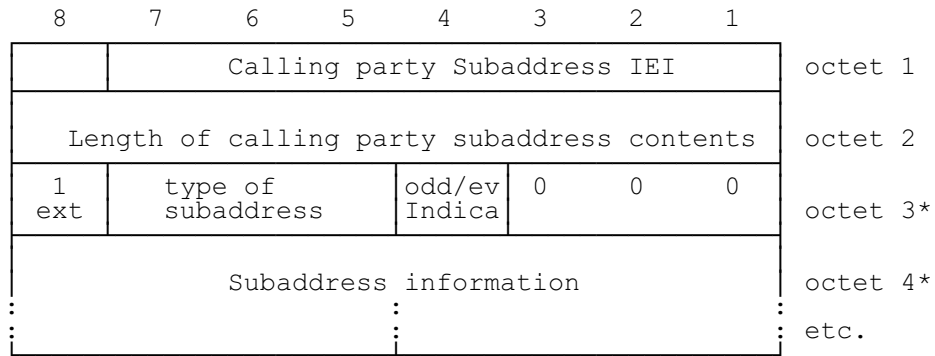 8 7 6 5 4 3 2 1
Calling party Subaddress IEI octet 1
Length of calling party subaddress contents octet 2
1 type of odd/ev 0 0 0
ext subaddress Indica octet 3*
Subaddress information octet 4*
etc.